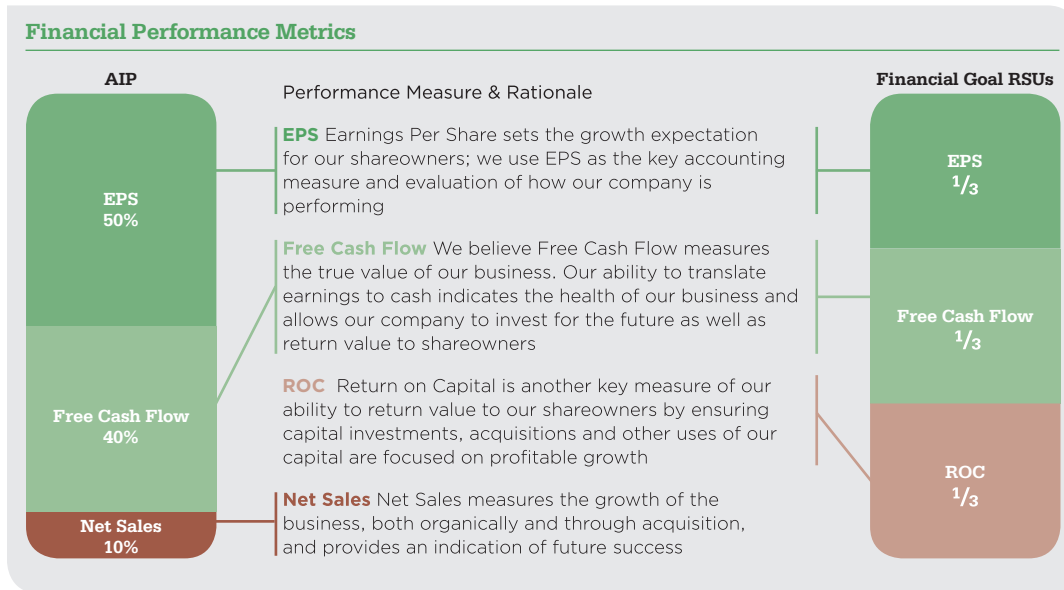 Financial Performance Metrics
AIP
EPS
50%
Free Cash Flow
40%
Net Sales
10%
Performance Measure & Rationale
EPS Earnings Per Share sets the growth expectation
for our shareowners; we use EPS as the key accounting
measure and evaluation of how our company is
performing
Free Cash Flow We believe Free Cash Flow measures
the true value of our business. Our ability to translate
earnings to cash indicates the health of our business and
allows our company to invest for the future as well as
return value to shareowners
ROC Return on Capital is another key measure of our
ability to return value to our shareowners by ensuring
capital investments, acquisitions and other uses of our
capital are focused on profitable growth
Net Sales Net Sales measures the growth of the
business, both organically and through acquisition,
and provides an indication of future success
Financial Goal RSUs
EPS
1/3
Free Cash Flow
1/3
ROC
1/3